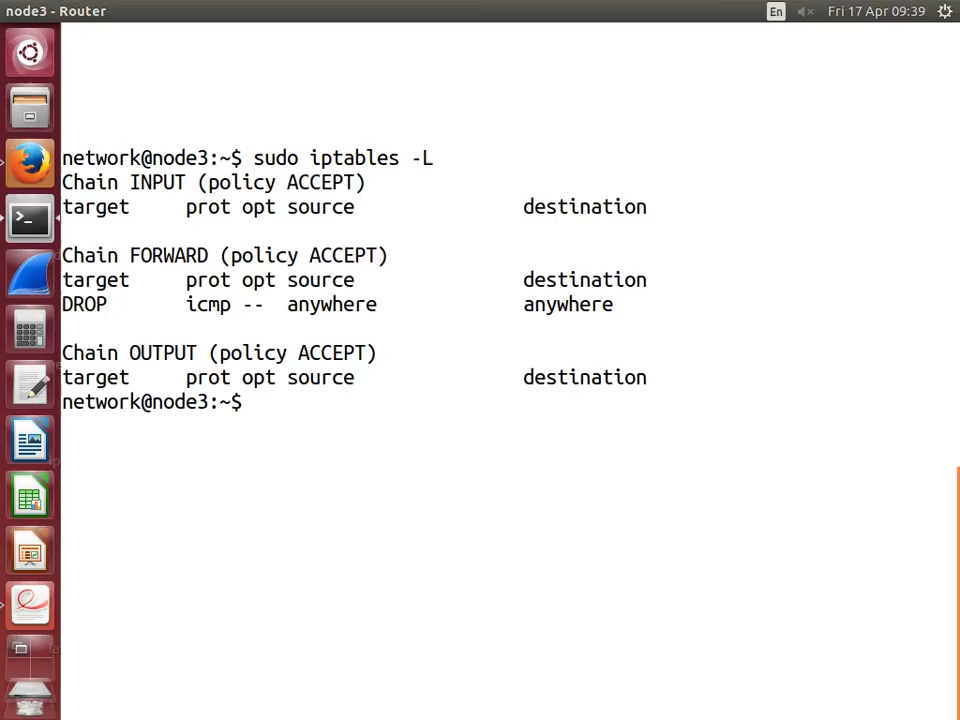 node3 - Router
En
Fri 17 Apr 09:39
network@node3:~$ sudo iptables -L
Chain INPUT (policy ACCEPT)
target     prot opt source               destination
Chain FORWARD (policy ACCEPT)
target     prot opt source               destination
DROP       icmp --  anywhere             anywhere
Chain OUTPUT (policy ACCEPT)
target     prot opt source               destination
network@node3:~$